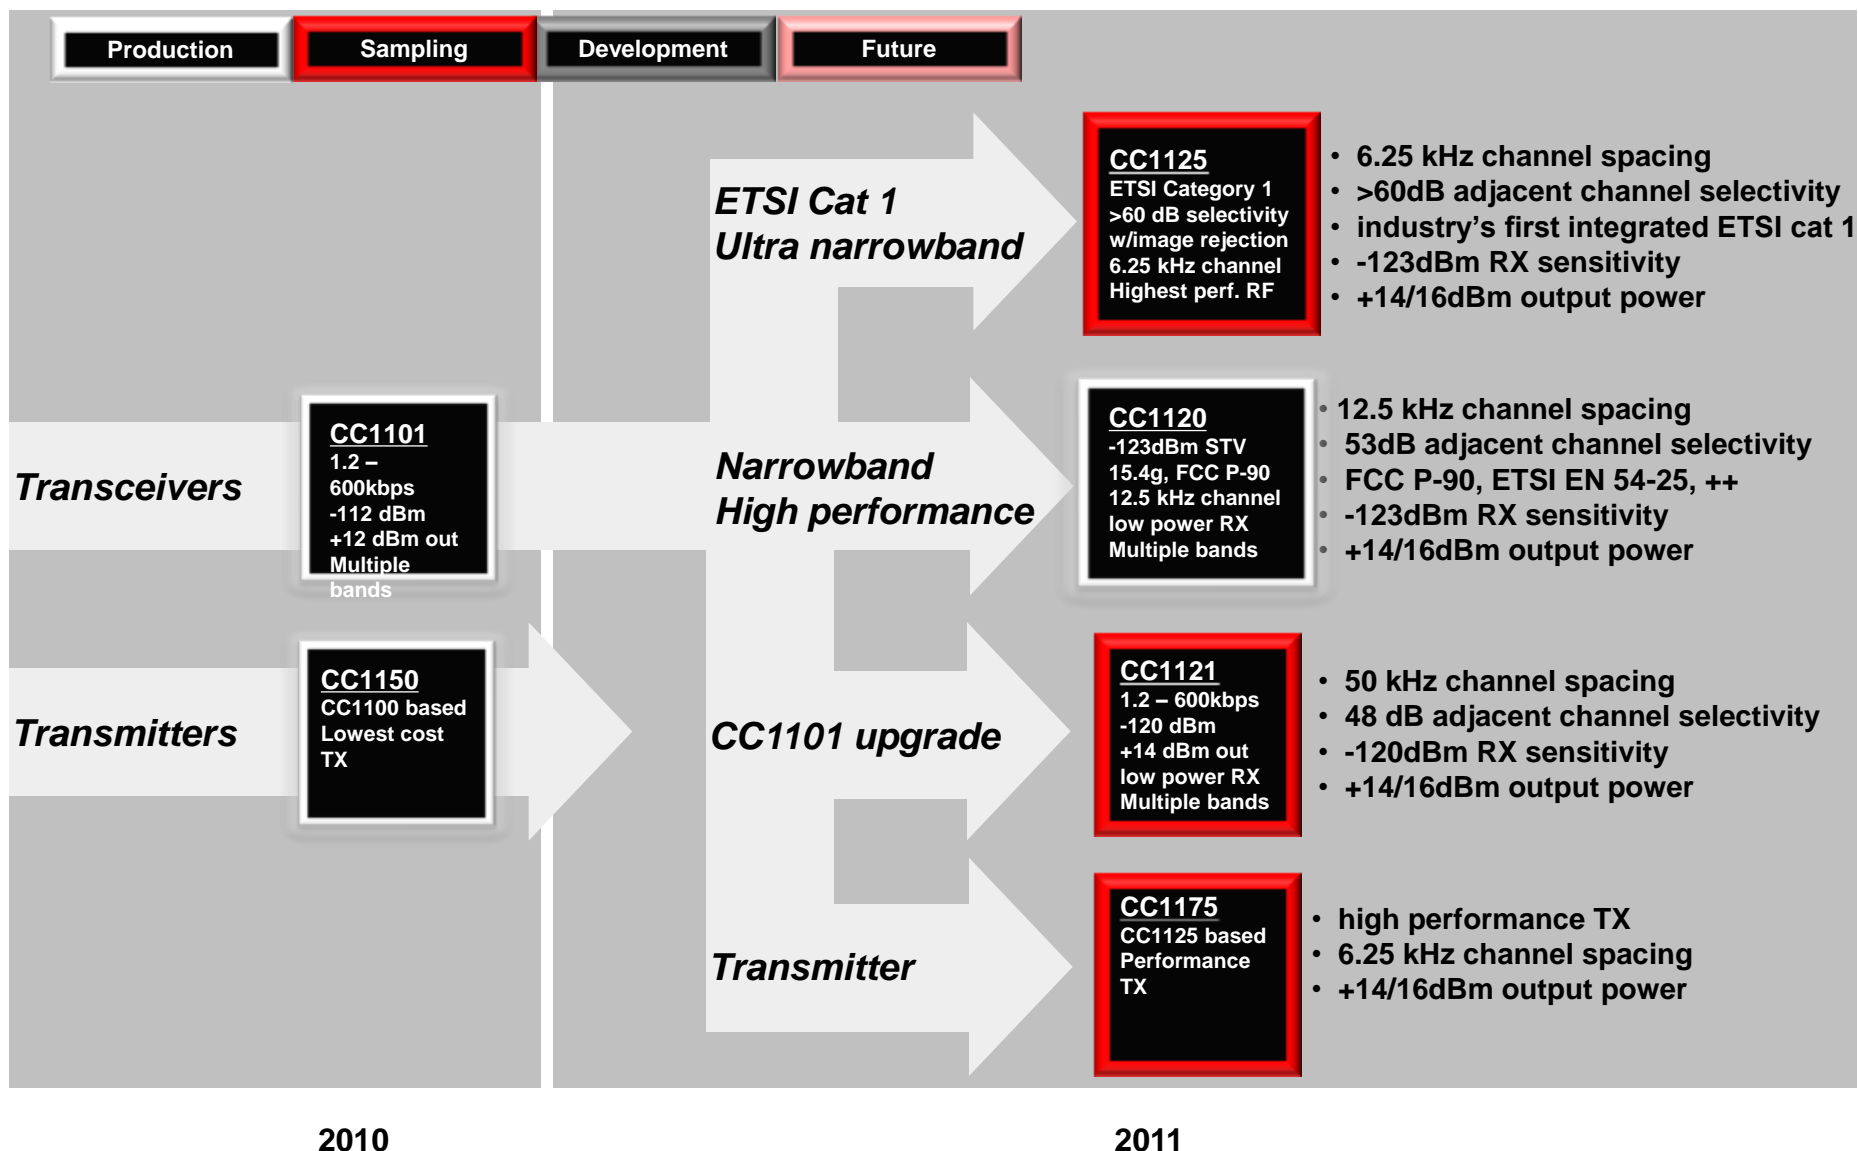 Production
Sampling
Development
Future
ETSI Cat 1
Ultra narrowband
CC1125
ETSI Category 1
>60 dB selectivity
w/image rejection
6.25 kHz channel
Highest perf. RF
• 6.25 kHz channel spacing
• >60dB adjacent channel selectivity
• industry’s first integrated ETSI cat 1
• -123dBm RX sensitivity
• +14/16dBm output power
Transceivers
CC1101
1.2 –
600kbps
-112 dBm
+12 dBm out
Multiple
bands
Narrowband
High performance
CC1120
-123dBm STV
15.4g, FCC P-90
12.5 kHz channel
low power RX
Multiple bands
• 12.5 kHz channel spacing
• 53dB adjacent channel selectivity
• FCC P-90, ETSI EN 54-25, ++
• -123dBm RX sensitivity
• +14/16dBm output power
Transmitters
CC1150
CC1100 based
Lowest cost
TX
CC1101 upgrade
CC1121
1.2 – 600kbps
-120 dBm
+14 dBm out
low power RX
Multiple bands
• 50 kHz channel spacing
• 48 dB adjacent channel selectivity
• -120dBm RX sensitivity
• +14/16dBm output power
Transmitter
CC1175
CC1125 based
Performance
TX
• high performance TX
• 6.25 kHz channel spacing
• +14/16dBm output power
2010
2011